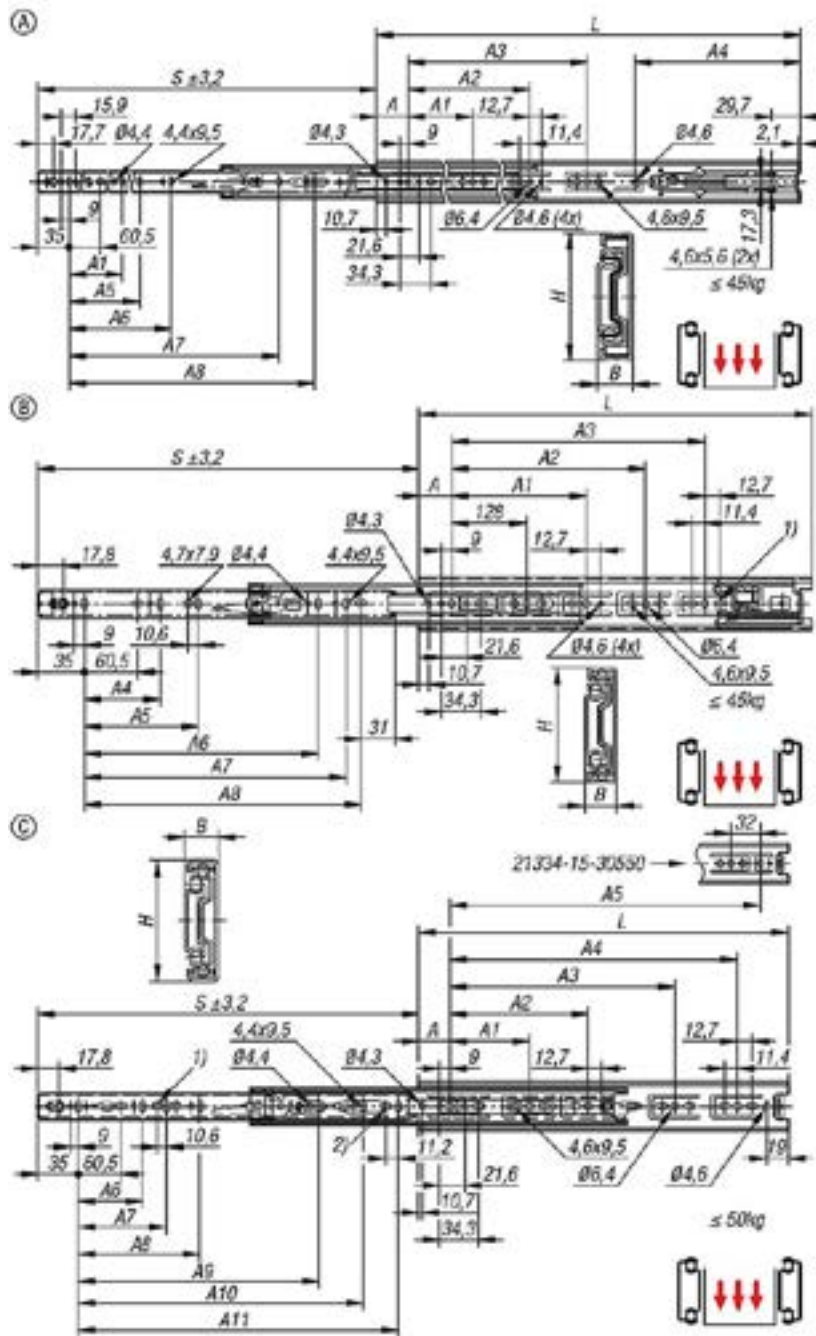 A
L
A3
A4
S ±3,2
A2
15,9
A
A1
12,7
29,7
17,7
Ø4,4
4,4x9,5
Ø4,3
9
11,4
Ø4,6
2,1
9
10,7
Ø6,4
Ø4,6 (4x)
4,6x9,5
17,3
35
60,5
21,6
4,6x5,6 (2x)
A1
34,3
≤ 45kg
A5
H
A6
A7
B
A8
B
L
A3
S ±3,2
A2
A
A1
12,7
Ø4,3
128
11,4
17,8
4,7x7,9
Ø4,4
4,4x9,5
9
12,7
1)
9
10,6
21,6
Ø4,6 (4x)
Ø6,4
35
60,5
10,7
4,6x9,5
A4
34,3
≤ 45kg
A5
31
H
A6
A7
B
A8
C
B
32
21334-15-30550
A5
H
L
A4
A3
S ±3,2
A2
4,4x9,5
A
A1
12,7
17,8
1)
Ø4,4
Ø4,3
9
12,7
11,4
9
10,6
2)
11,2
4,6x9,5
19
35
60,5
21,6
Ø6,4
Ø4,6
A6
10,7
A7
34,3
≤ 50kg
A8
A9
A10
A11